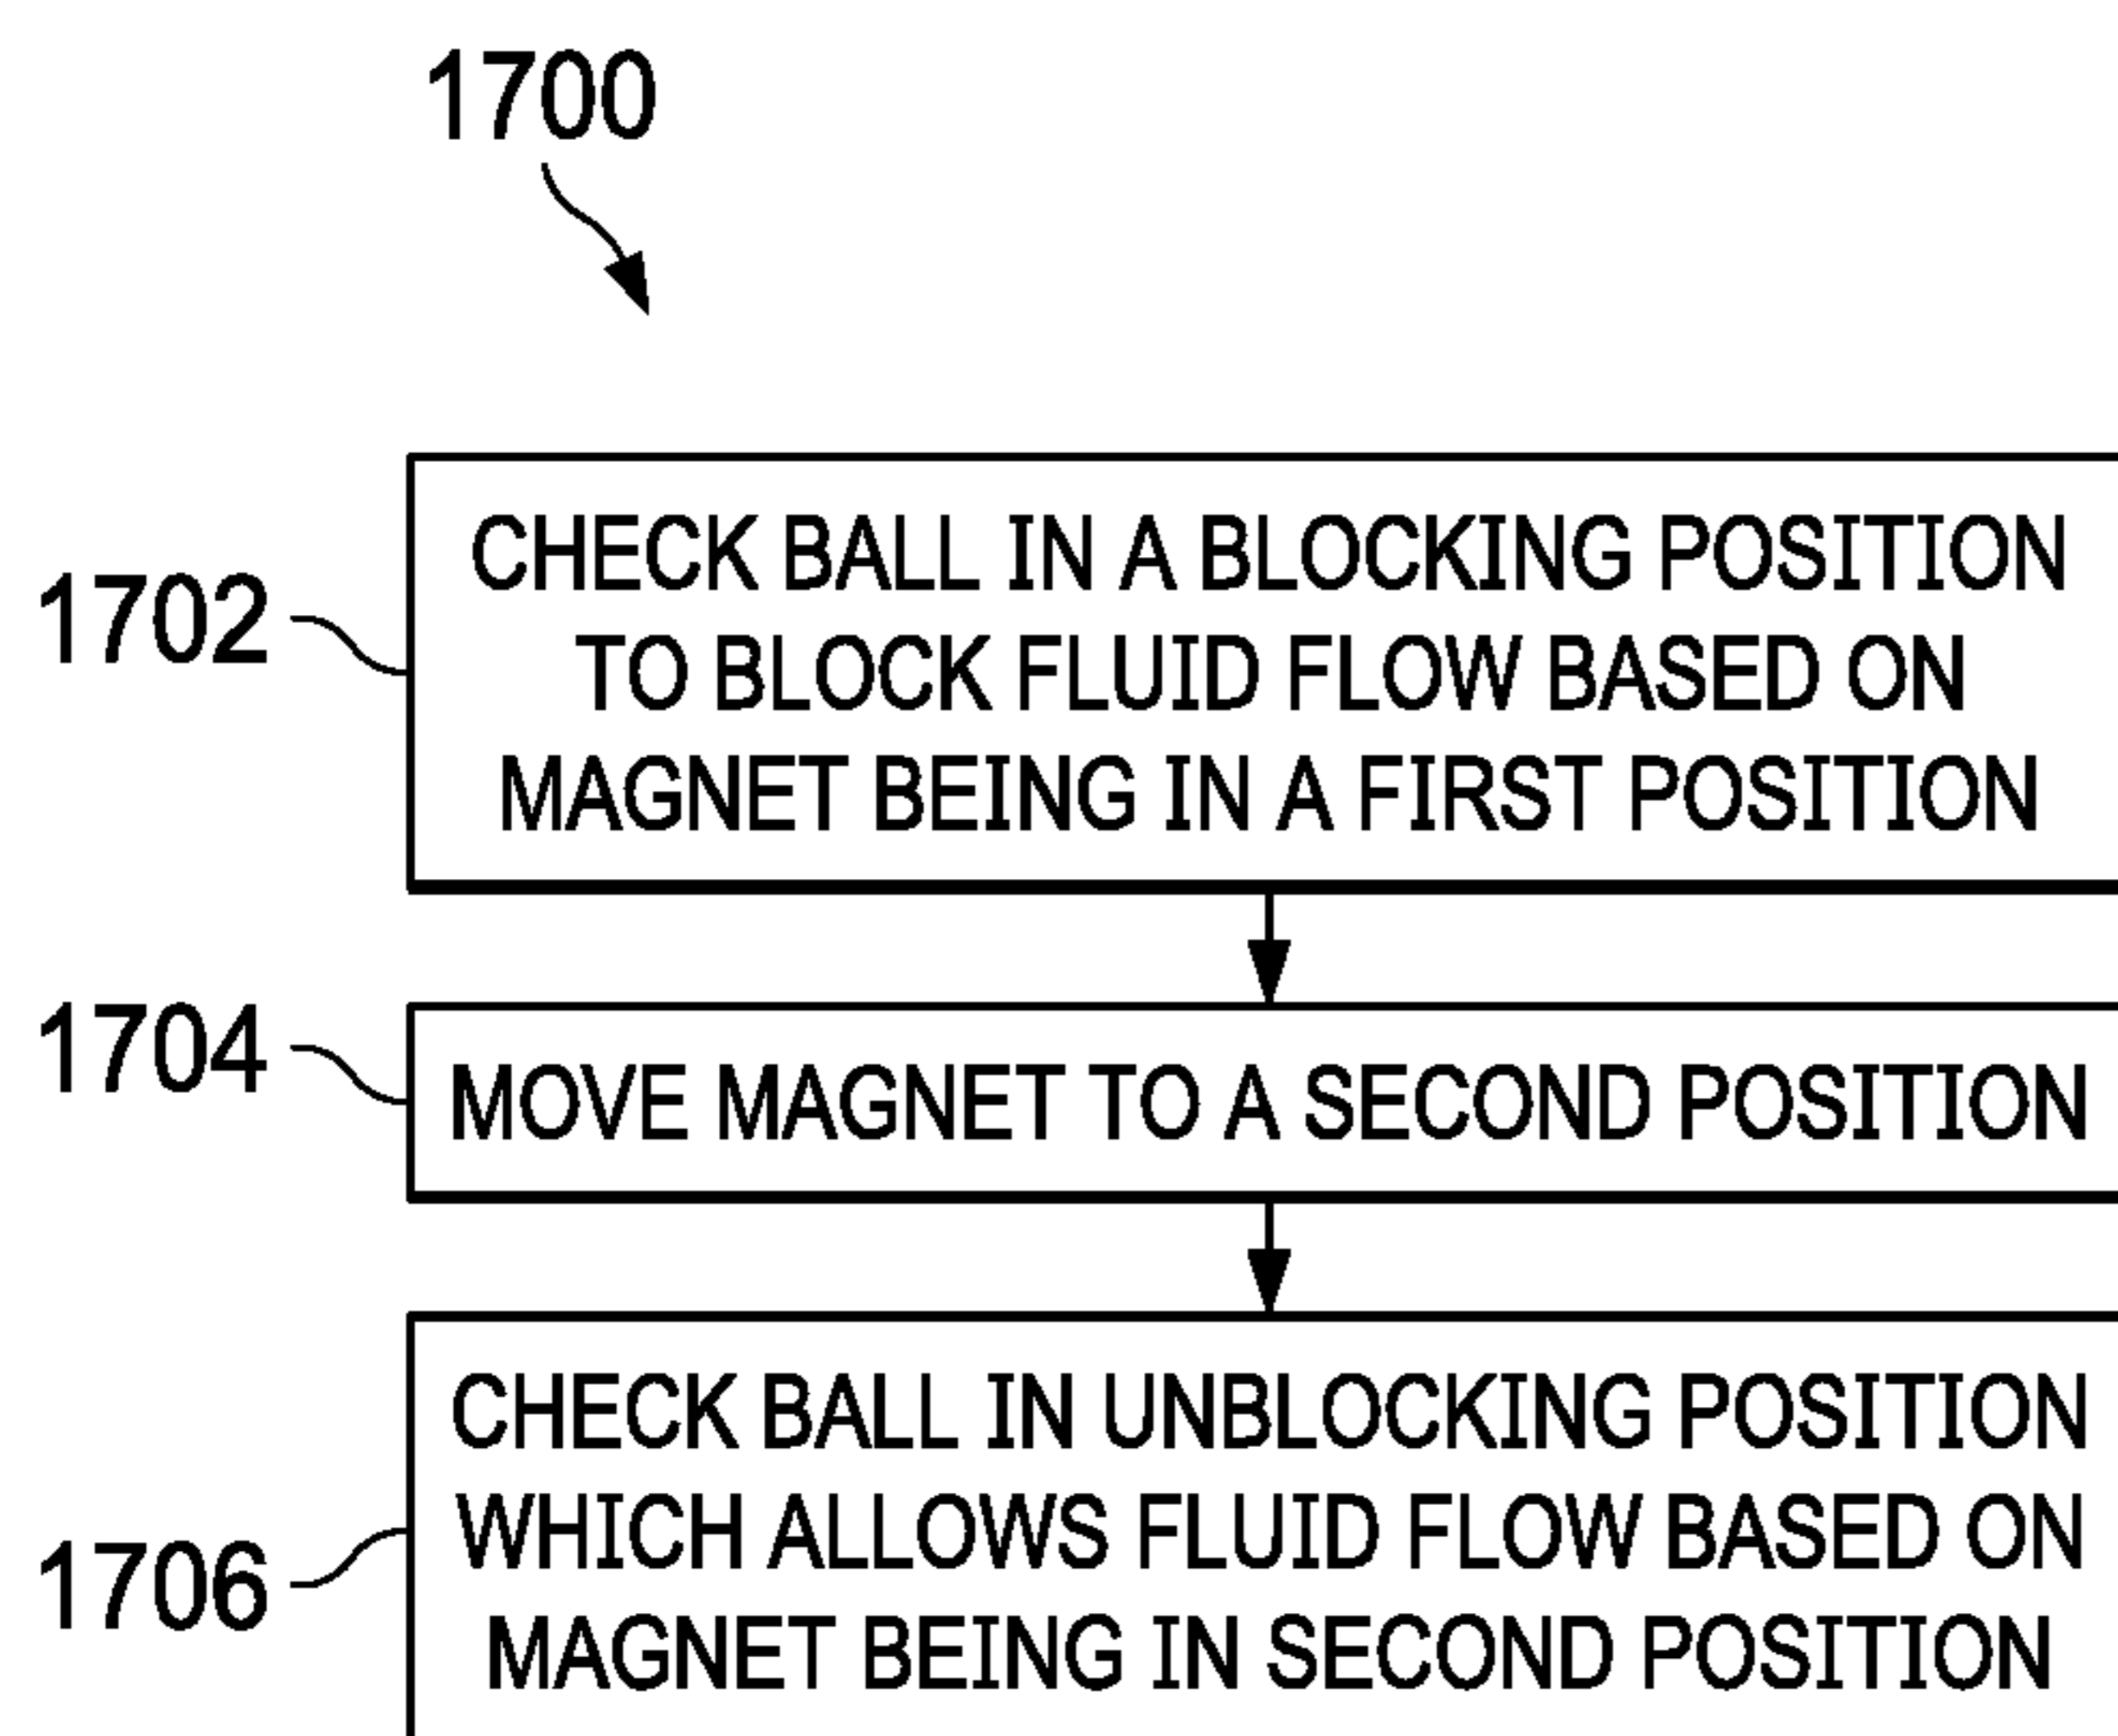 1700
1702
CHECK BALL IN A BLOCKING POSITION
TO BLOCK FLUID FLOW BASED ON
MAGNET BEING IN A FIRST POSITION
1704
MOVE MAGNET TO A SECOND POSITION
1706
CHECK BALL IN UNBLOCKING POSITION
WHICH ALLOWS FLUID FLOW BASED ON
MAGNET BEING IN SECOND POSITION